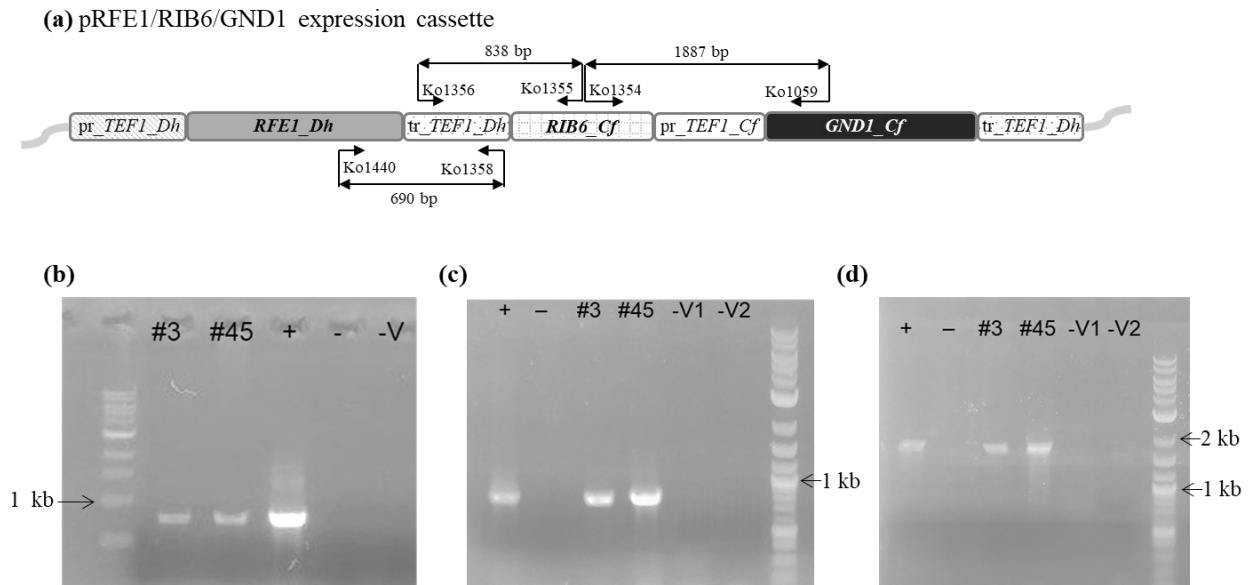 (a) pRFE1/RIB6/GND1 expression cassette
838 bp 1887 bp
Ko1356 Ko1355 Ko1354 Ko1059
pr_TEF1_Dh RFE1_Dh tr_TEF1_Dh RIB6_Cf pr_TEF1_Cf GND1_Cf tr_TEF1_Dh
Ko1440 Ko1358
690 bp
(b) (c) (d)
#3 #45 + - -V
+ – #3 #45 -V1 -V2
+ – #3 #45 -V1 -V2
1 kb
1 kb
2 kb
1 kb